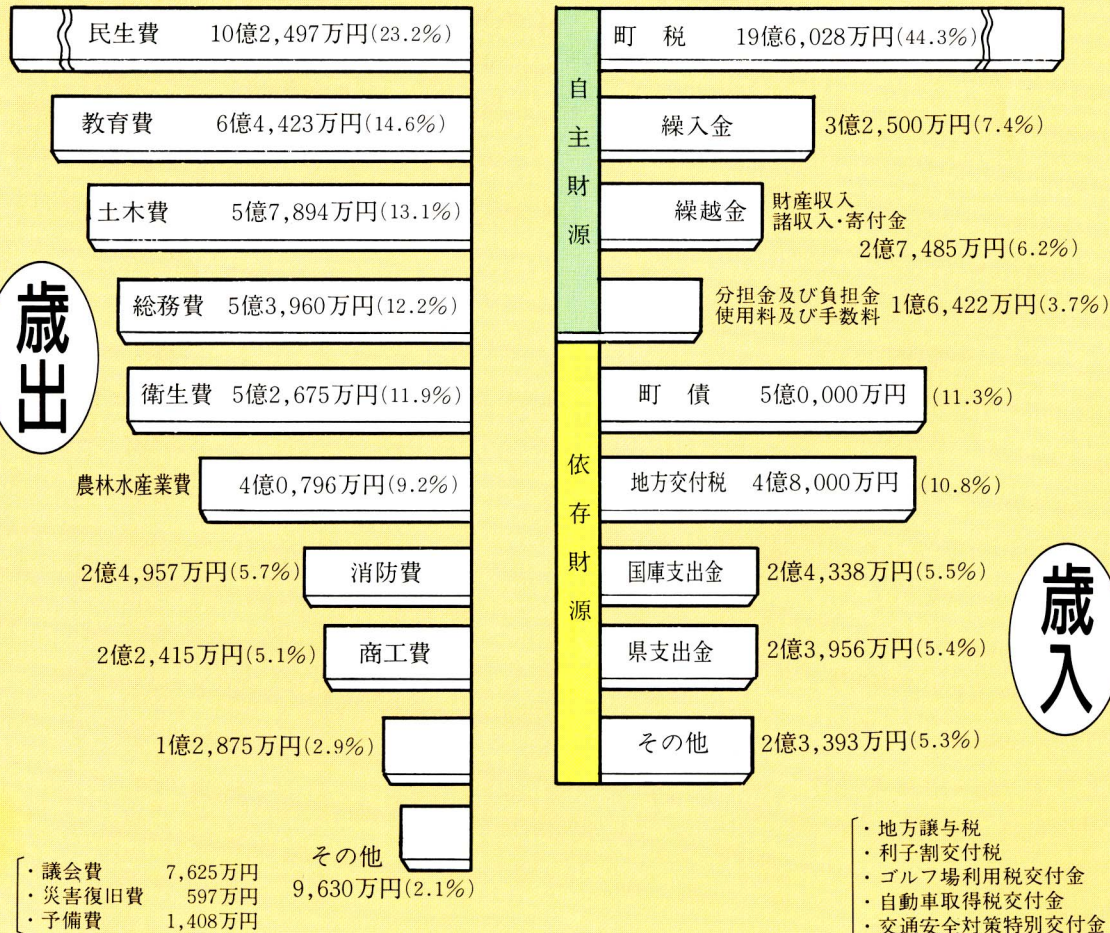 歳出
民生費 10億2,497万円(23.2%)
教育費 6億4,423万円(14.6%)
土木費 5億7,894万円(13.1%)
総務費 5億3,960万円(12.2%)
衛生費 5億2,675万円(11.9%)
農林水産業費 4億0,796万円(9.2%)
2億4,957万円(5.7%) 消防費
2億2,415万円(5.1%) 商工費
1億2,875万円(2.9%)
その他
9,630万円(2.1%)
・議会費 7,625万円
・災害復旧費 597万円
・予備費 1,408万円
歳入
自主財源
町税 19億6,028万円(44.3%)
繰入金 3億2,500万円(7.4%)
繰越金 財産収入
諸収入・寄付金
2億7,485万円(6.2%)
分担金及び負担金
使用料及び手数料 1億6,422万円(3.7%)
依存財源
町債 5億0,000万円 (11.3%)
地方交付税 4億8,000万円 (10.8%)
国庫支出金 2億4,338万円(5.5%)
県支出金 2億3,956万円(5.4%)
その他 2億3,393万円(5.3%)
・地方譲与税
・利子割交付税
・ゴルフ場利用税交付金
・自動車取得税交付金
・交通安全対策特別交付金